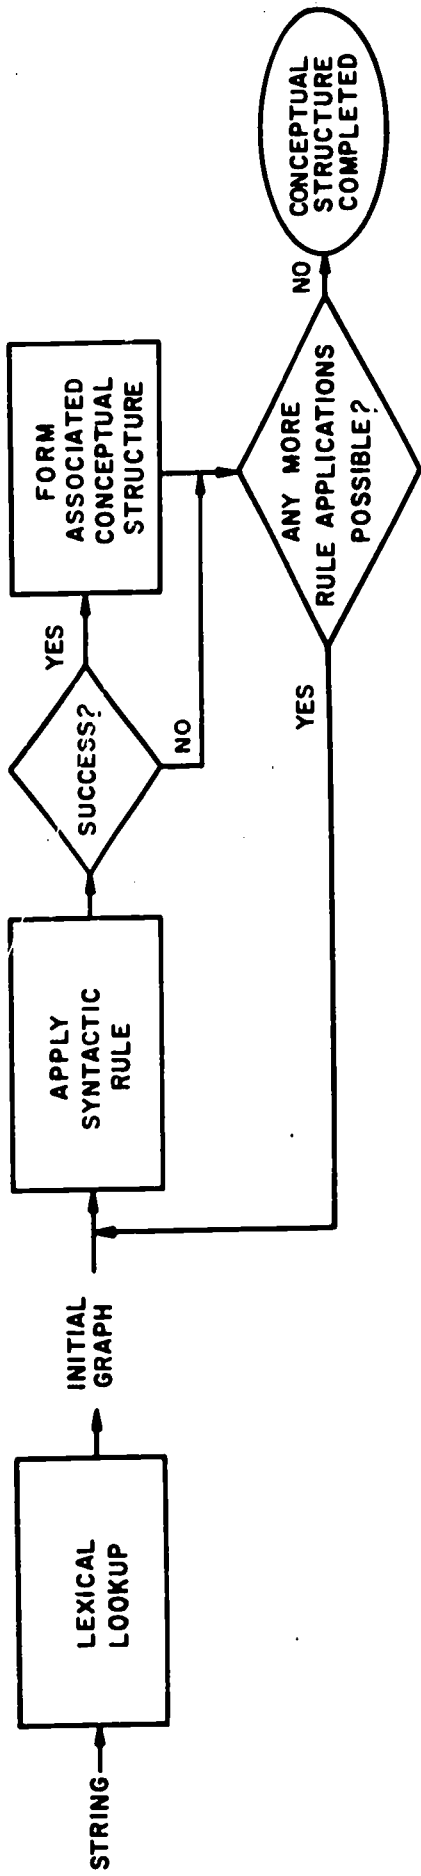 STRING
LEXICAL
LOOKUP
INITIAL
GRAPH
APPLY
SYNTACTIC
RULE
SUCCESS?
YES
NO
FORM
ASSOCIATED
CONCEPTUAL
STRUCTURE
ANY MORE
RULE APPLICATIONS
POSSIBLE?
YES
NO
CONCEPTUAL
STRUCTURE
COMPLETED